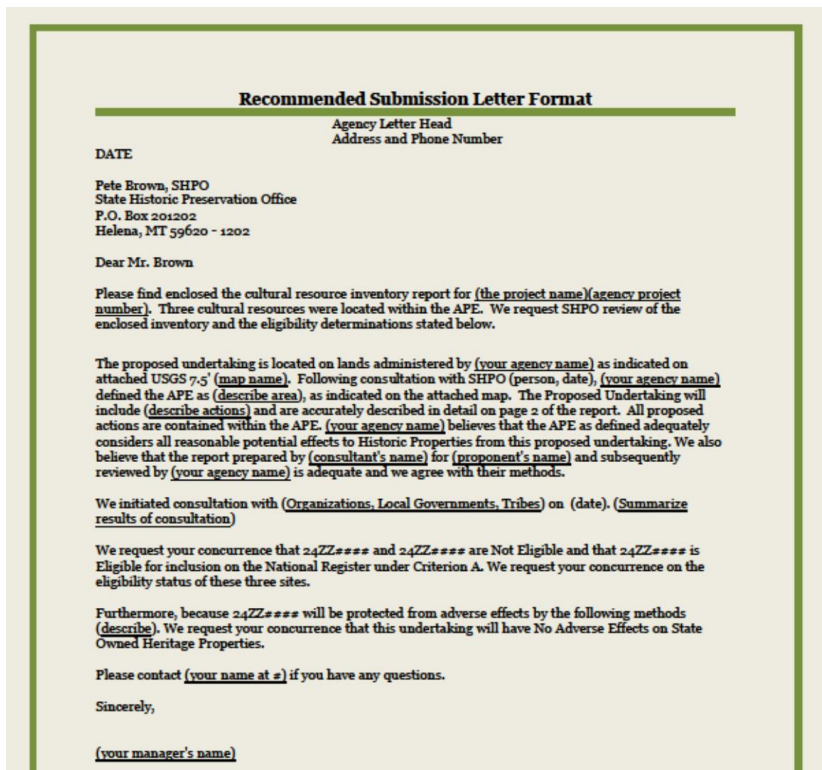 Recommended Submission Letter Format
Agency Letter Head
Address and Phone Number
DATE
Pete Brown, SHPO
State Historic Preservation Office
P.O. Box 201202
Helena, MT 59620 - 1202
Dear Mr. Brown
Please find enclosed the cultural resource inventory report for (the project name)(agency project
number). Three cultural resources were located within the APE. We request SHPO review of the
enclosed inventory and the eligibility determinations stated below.
The proposed undertaking is located on lands administered by (your agency name) as indicated on
attached USGS 7.5' (map name). Following consultation with SHPO (person, date), (your agency name)
defined the APE as (describe area), as indicated on the attached map. The Proposed Undertaking will
include (describe actions) and are accurately described in detail on page 2 of the report. All proposed
actions are contained within the APE. (your agency name) believes that the APE as defined adequately
considers all reasonable potential effects to Historic Properties from this proposed undertaking. We also
believe that the report prepared by (consultant's name) for (proponent's name) and subsequently
reviewed by (your agency name) is adequate and we agree with their methods.
We initiated consultation with (Organizations, Local Governments, Tribes) on (date). (Summarize
results of consultation)
We request your concurrence that 24ZZ#### and 24ZZ#### are Not Eligible and that 24ZZ#### is
Eligible for inclusion on the National Register under Criterion A. We request your concurrence on the
eligibility status of these three sites.
Furthermore, because 24ZZ#### will be protected from adverse effects by the following methods
(describe). We request your concurrence that this undertaking will have No Adverse Effects on State
Owned Heritage Properties.
Please contact (your name at #) if you have any questions.
Sincerely,
(your manager's name)